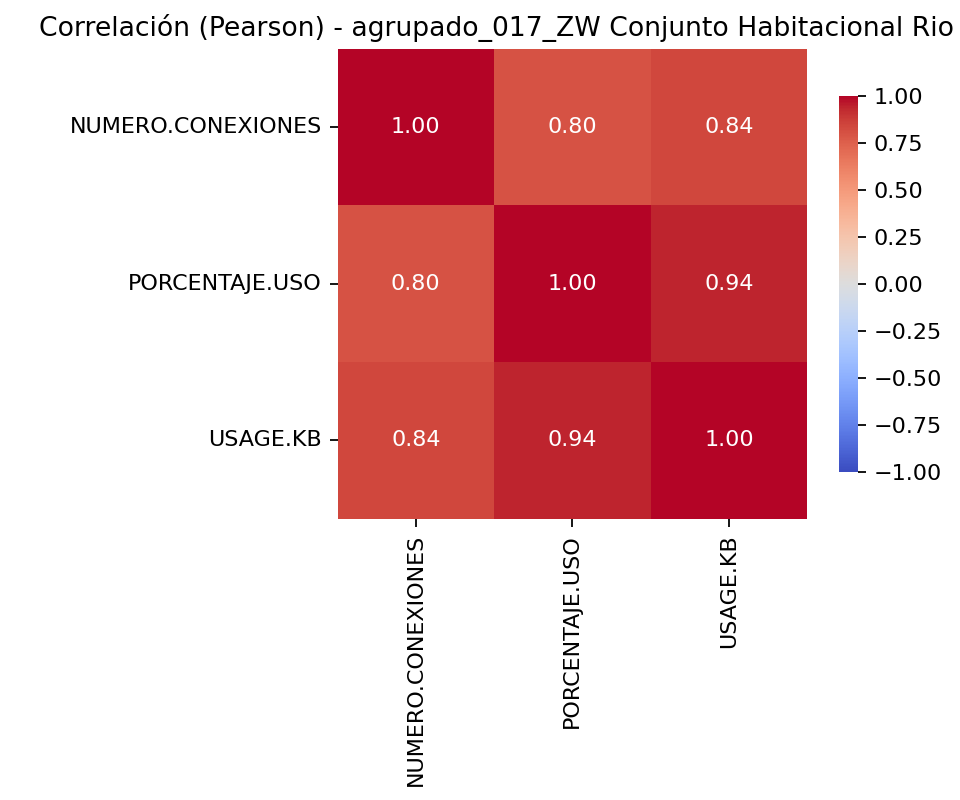 Correlación (Pearson) - agrupado_017_ZW Conjunto Habitacional Rio
NUMERO.CONEXIONES
1.00
0.80
0.84
PORCENTAJE.USO
0.80
1.00
0.94
USAGE.KB
0.84
0.94
1.00
NUMERO.CONEXIONES
PORCENTAJE.USO
USAGE.KB
1.00
0.75
0.50
0.25
0.00
−0.25
−0.50
−0.75
−1.00